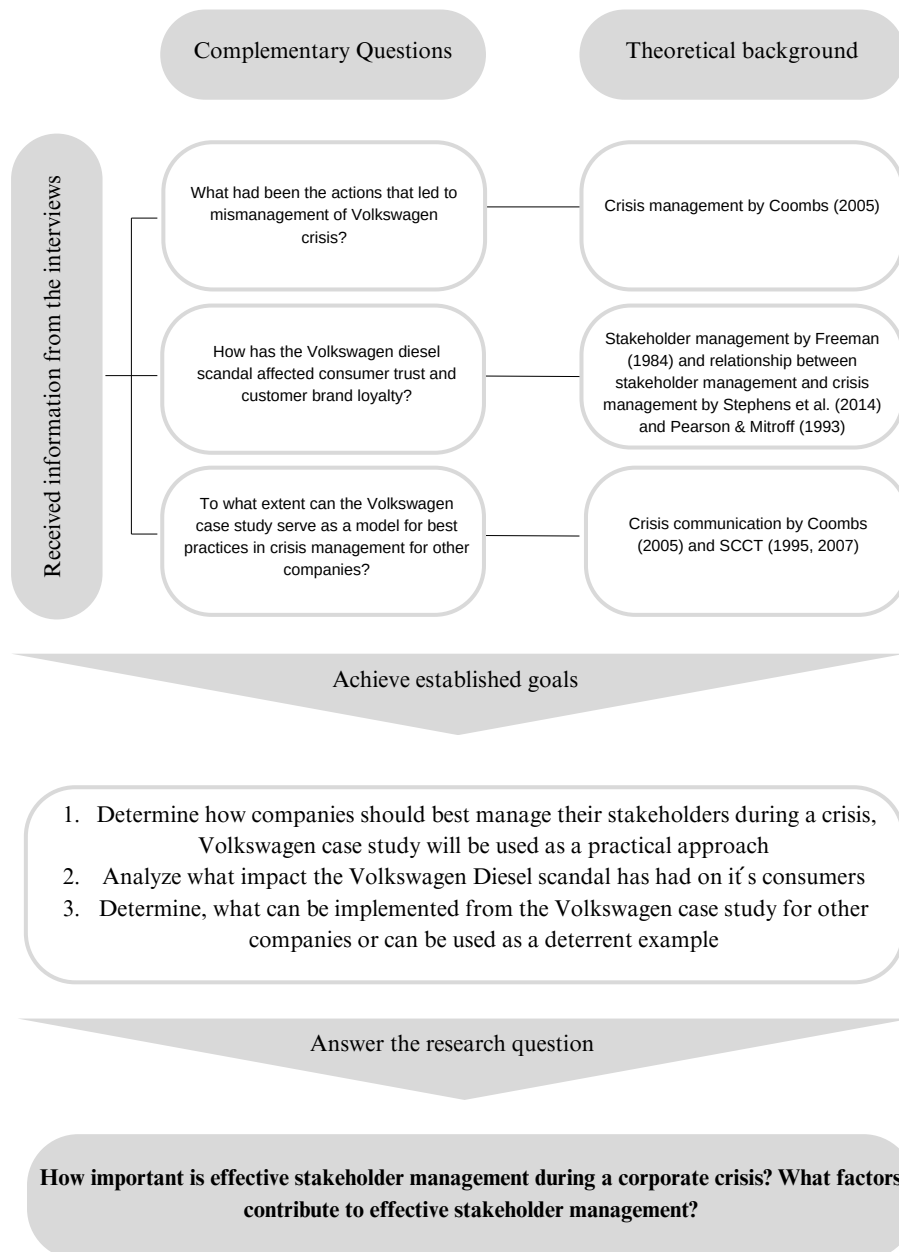 Complementary Questions
Theoretical background
Received information from the interviews
What had been the actions that led to
mismanagement of Volkswagen
crisis?
Crisis management by Coombs (2005)
How has the Volkswagen diesel
scandal affected consumer trust and
customer brand loyalty?
Stakeholder management by Freeman
(1984) and relationship between
stakeholder management and crisis
management by Stephens et al. (2014)
and Pearson & Mitroff (1993)
To what extent can the Volkswagen
case study serve as a model for best
practices in crisis management for other
companies?
Crisis communication by Coombs
(2005) and SCCT (1995, 2007)
Achieve established goals
1. Determine how companies should best manage their stakeholders during a crisis,
Volkswagen case study will be used as a practical approach
2. Analyze what impact the Volkswagen Diesel scandal has had on it´s consumers
3. Determine, what can be implemented from the Volkswagen case study for other
companies or can be used as a deterrent example
Answer the research question
How important is effective stakeholder management during a corporate crisis? What factors
contribute to effective stakeholder management?